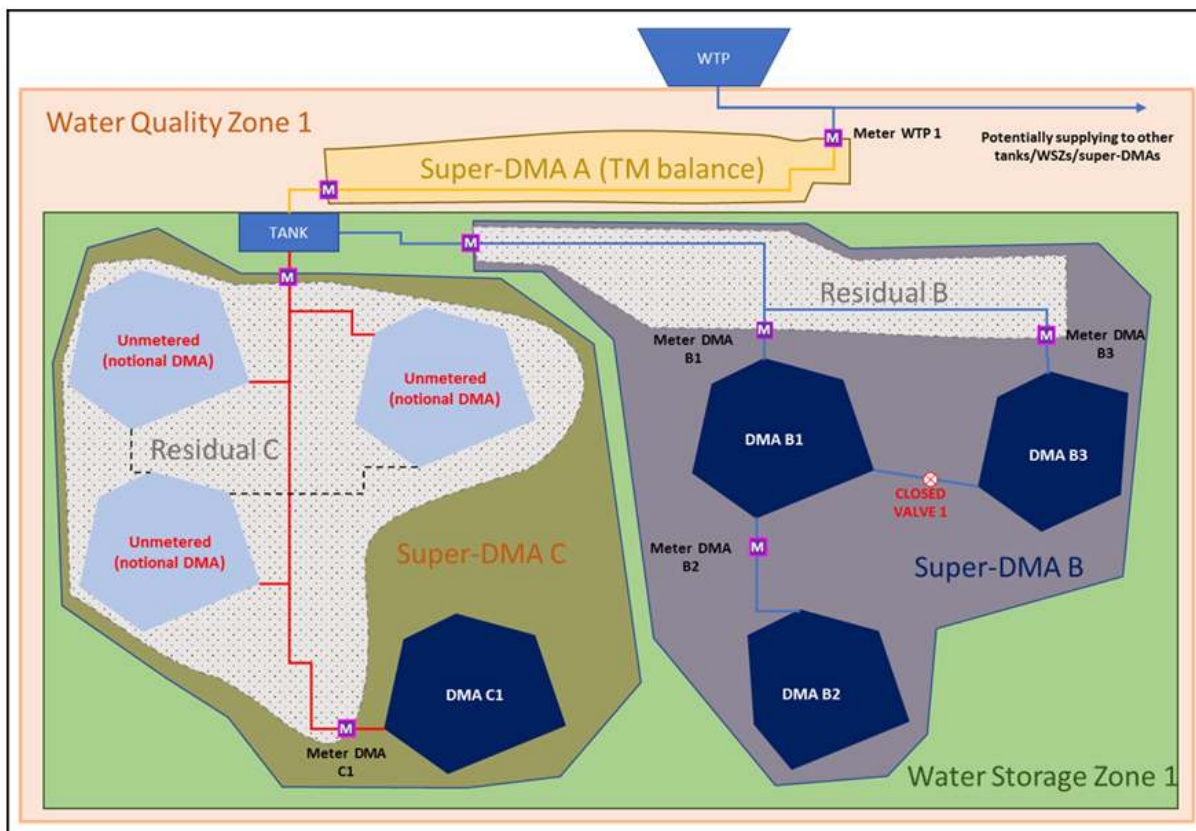 WTP
Water Quality Zone 1
M
Meter WTP 1
Potentially supplying to other
tanks/WSZs/super-DMAs
Super-DMA A (TM balance)
M
TANK
M
M
Residual B
Unmetered
(notional DMA)
Meter DMA
B1
M
M
Meter DMA
B3
Unmetered
(notional DMA)
Residual C
DMA B1
DMA B3
CLOSED
VALVE 1
Unmetered
(notional DMA)
Super-DMA C
Meter DMA
B2
M
Super-DMA B
DMA C1
DMA B2
M
Meter DMA
C1
Water Storage Zone 1